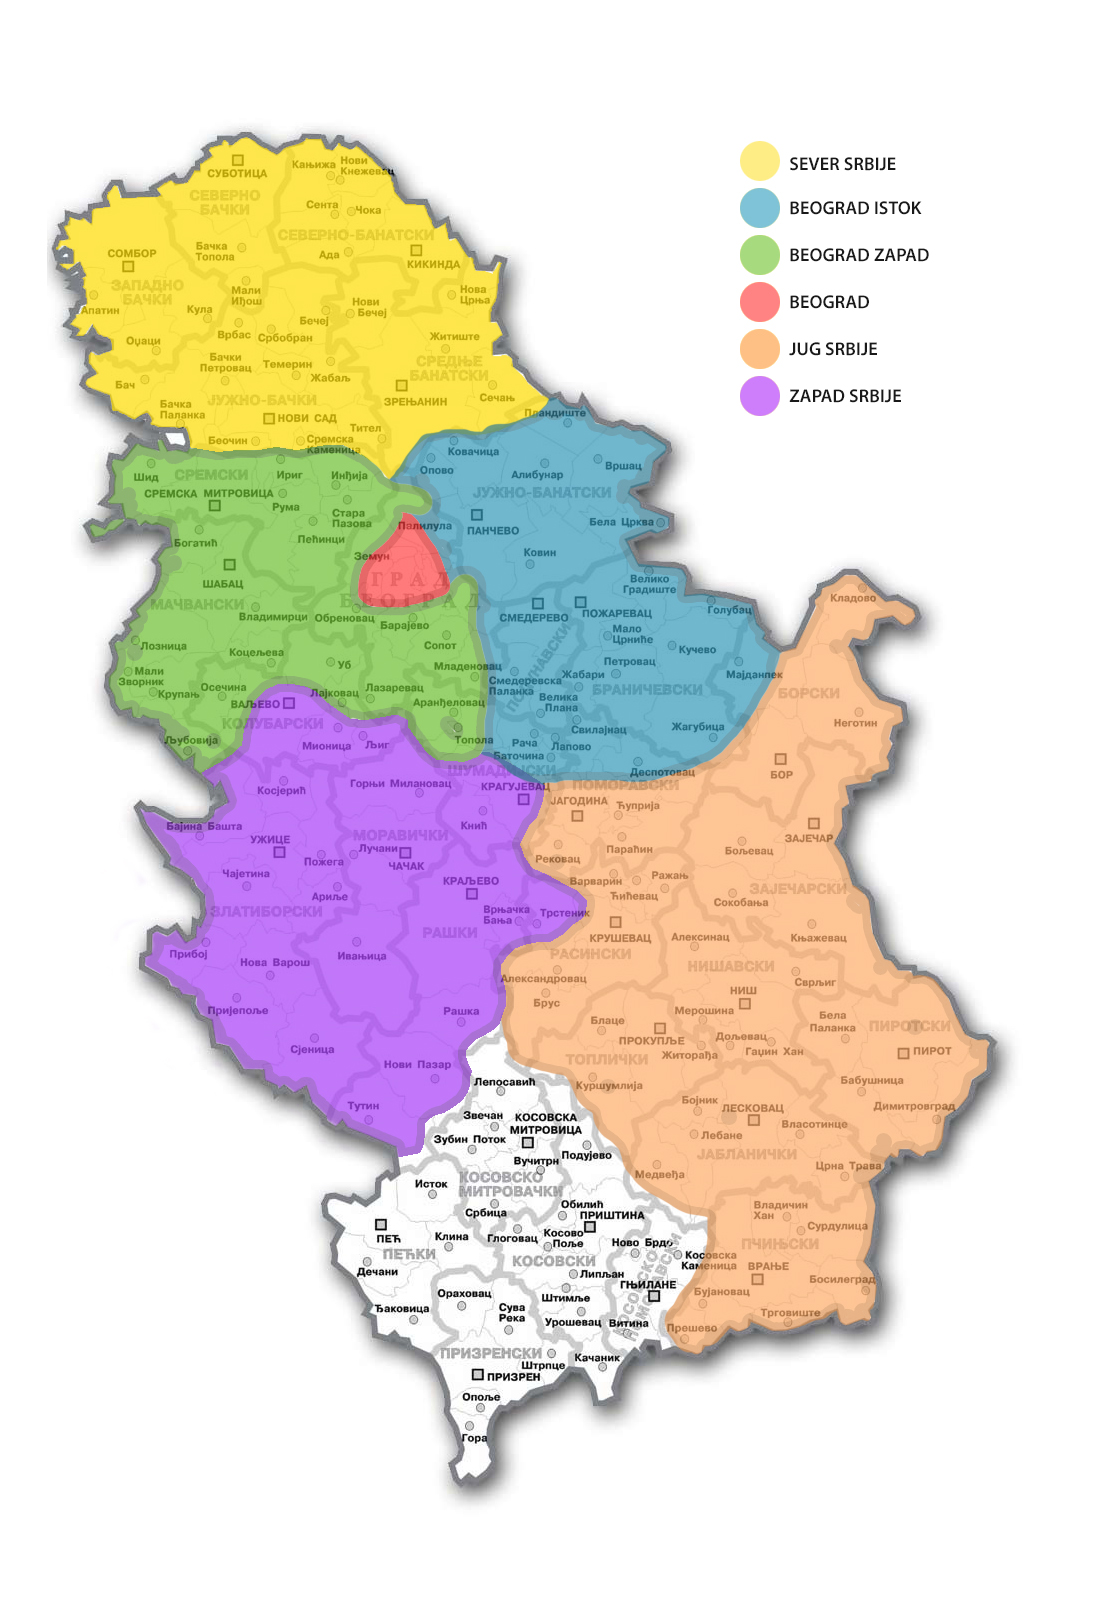 SEVER SRBIJE
BEOGRAD ISTOK
BEOGRAD ZAPAD
BEOGRAD
JUG SRBIJE
ZAPAD SRBIJE
СУБОТИЦА
Кањижа
Нови
Кнежевац
СЕВЕРНО
БАЧКИ
Сента
Чока
СЕВЕРНО-БАНАТСКИ
СОМБОР
Бачка
Топола
Ада
КИКИНДА
ЗАПАДНО
БАЧКИ
Мали
Иђош
Нова
Црња
Апатин
Кула
Нови
Бечеј
Бечеј
Оџаци
Врбас
Србобран
Житиште
Бачки
Петровац
Темерин
СРЕДЊЕ
БАНАТСКИ
Бач
Жабаљ
ЈУЖНО-БАЧКИ
ЗРЕЊАНИН
Сечањ
Бачка
Паланка
НОВИ САД
Тител
Пландиште
Беочин
Сремска
Каменица
Ковачица
Опово
Алибунар
Вршац
Шид
СРЕМСКИ
Ириг
Инђија
СРЕМСКА МИТРОВИЦА
Рума
Стара
Пазова
ЈУЖНО-БАНАТСКИ
Палилула
ПАНЧЕВО
Бела Црква
Богатић
Пећинци
Земун
Ковин
ШАБАЦ
ГРАД
БЕОГРАД
Велико
Градиште
МАЧВАНСКИ
Владимирци
Обреновац
Барајево
СМЕДЕРЕВО
ПОЖАРЕВАЦ
Голубац
Кладово
Лозница
Коцељева
Уб
Сопот
Мало
Црниће
Кучево
Мали
Зворник
Младеновац
Петровац
Мајданпек
Крупањ
Осечина
Лајковац
Лазаревац
Смедеревска
Паланка
Жабари
БРАНИЧЕВСКИ
БОРСКИ
ВАЉЕВО
Аранђеловац
Велика
Плана
КОЛУБАРСКИ
Свилајнац
Жагубица
Неготин
Љубовија
Мионица
Љиг
Топола
Рача
Лапово
Баточина
Деспотовац
БОР
ШУМАДИЈСКИ
ПОМОРАВСКИ
Косјерић
Горњи Милановац
КРАГУЈЕВАЦ
ЈАГОДИНА
Ћуприја
Бајина Башта
Кнић
УЖИЦЕ
МОРАВИЧКИ
Параћин
ЗАЈЕЧАР
Пожега
Лучани
ЧАЧАК
Рековац
Бољевац
Чајетина
КРАЉЕВО
Варварин
Ражањ
Ариље
Ћићевац
Сокобања
ЗАЈЕЧАРСКИ
ЗЛАТИБОРСКИ
Врњачка
Бања
Трстеник
РАШКИ
КРУШЕВАЦ
Алексинац
Књажевац
Прибој
Нова Варош
Ивањица
РАСИНСКИ
НИШАВСКИ
Александровац
Сврљиг
Брус
НИШ
Пријепоље
Рашка
Блаце
Мерошина
Бела
Паланка
ПИРОТСКИ
ПРОКУПЉЕ
Дољевац
Сјеница
ТОПЛИЧКИ
Житорађа
Гаџин Хан
ПИРОТ
Нови Пазар
Лепосавић
Куршумлија
Бабушница
Тутин
Звечан
КОСОВСКА
МИТРОВИЦА
Бојник
ЛЕСКОВАЦ
Димитровград
Зубин Поток
Лебане
Власотинце
Вучитрн
Подујево
ЈАБЛАНИЧКИ
Исток
КОСОВСКО
МИТРОВАЧКИ
Медвеђа
Црна Трава
Србица
Обилић
ПРИШТИНА
Владичин
Хан
ПЕЋ
Клина
Глоговац
Косово
Поље
Ново Брдо
Сурдулица
ПЕЋКИ
КОСОВСКИ
Косовска
Каменица
ПЧИЊСКИ
Дечани
Липљан
ВРАЊЕ
Босилеград
Ораховац
Штимље
ГЊИЛАНЕ
Бујановац
Ђаковица
Сува
Река
Урошевац
Витина
Трговиште
Прешево
ПРИЗРЕНСКИ
Штрпце
Качаник
ПРИЗРЕН
Опоље
Гора